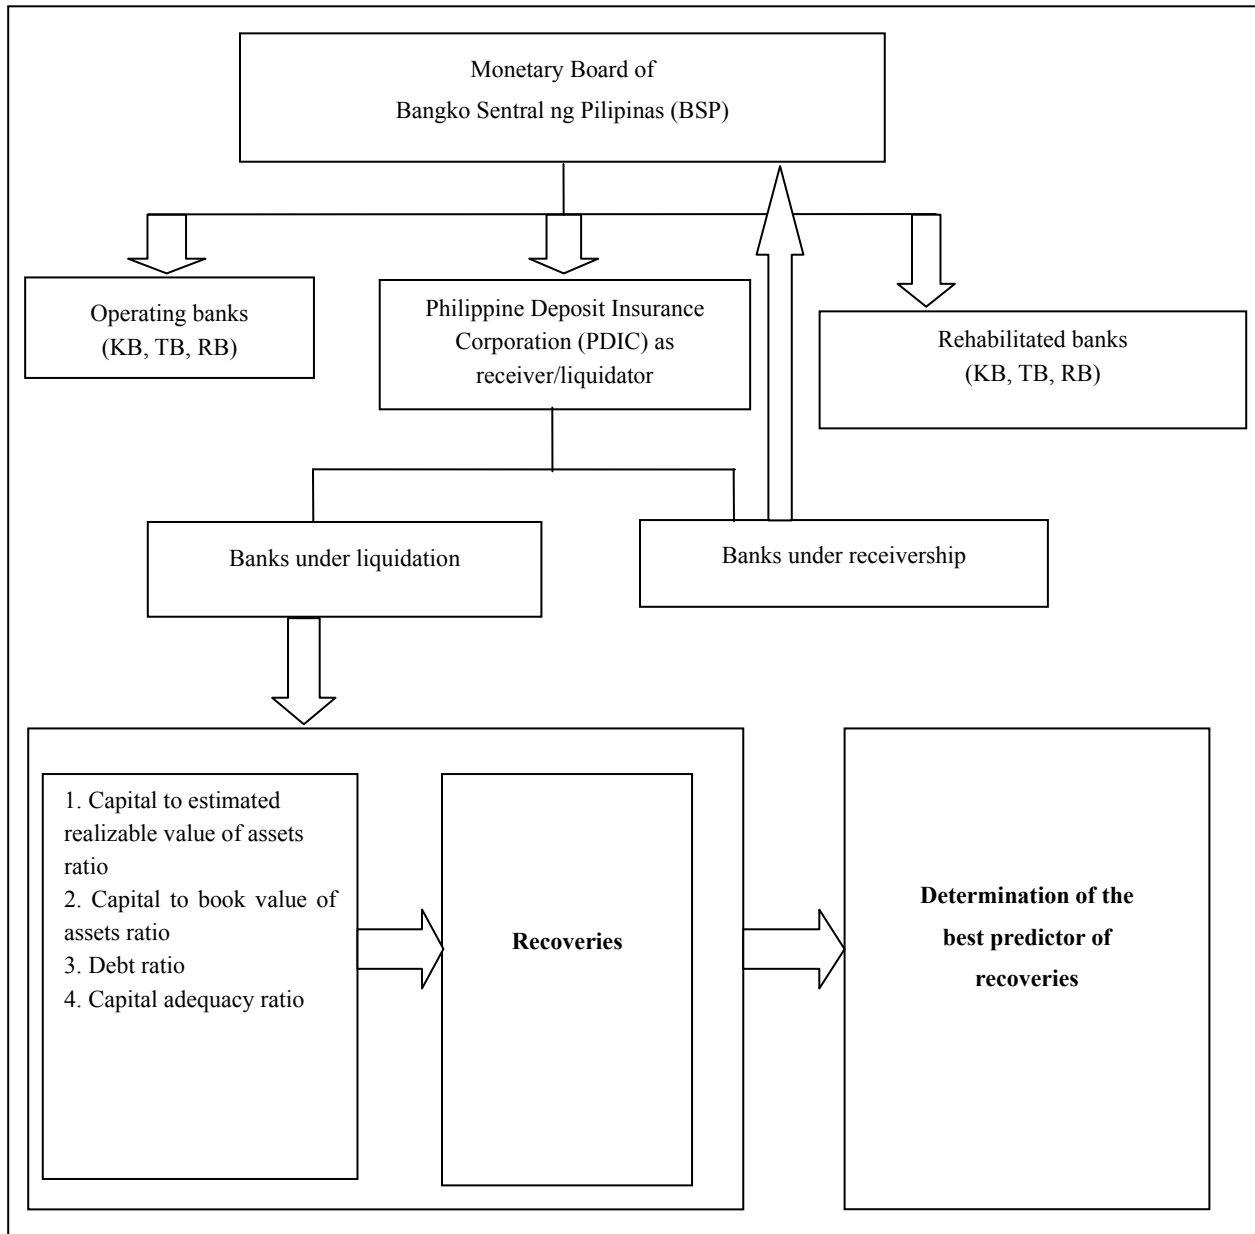 Monetary Board of
Bangko Sentral ng Pilipinas (BSP)
Operating banks
(KB, TB, RB)
Philippine Deposit Insurance
Corporation (PDIC) as
receiver/liquidator
Rehabilitated banks
(KB, TB, RB)
Banks under liquidation
Banks under receivership
1. Capital to estimated
realizable value of assets
ratio
2. Capital to book value of
assets ratio
3. Debt ratio
4. Capital adequacy ratio
Recoveries
Determination of the
best predictor of
recoveries